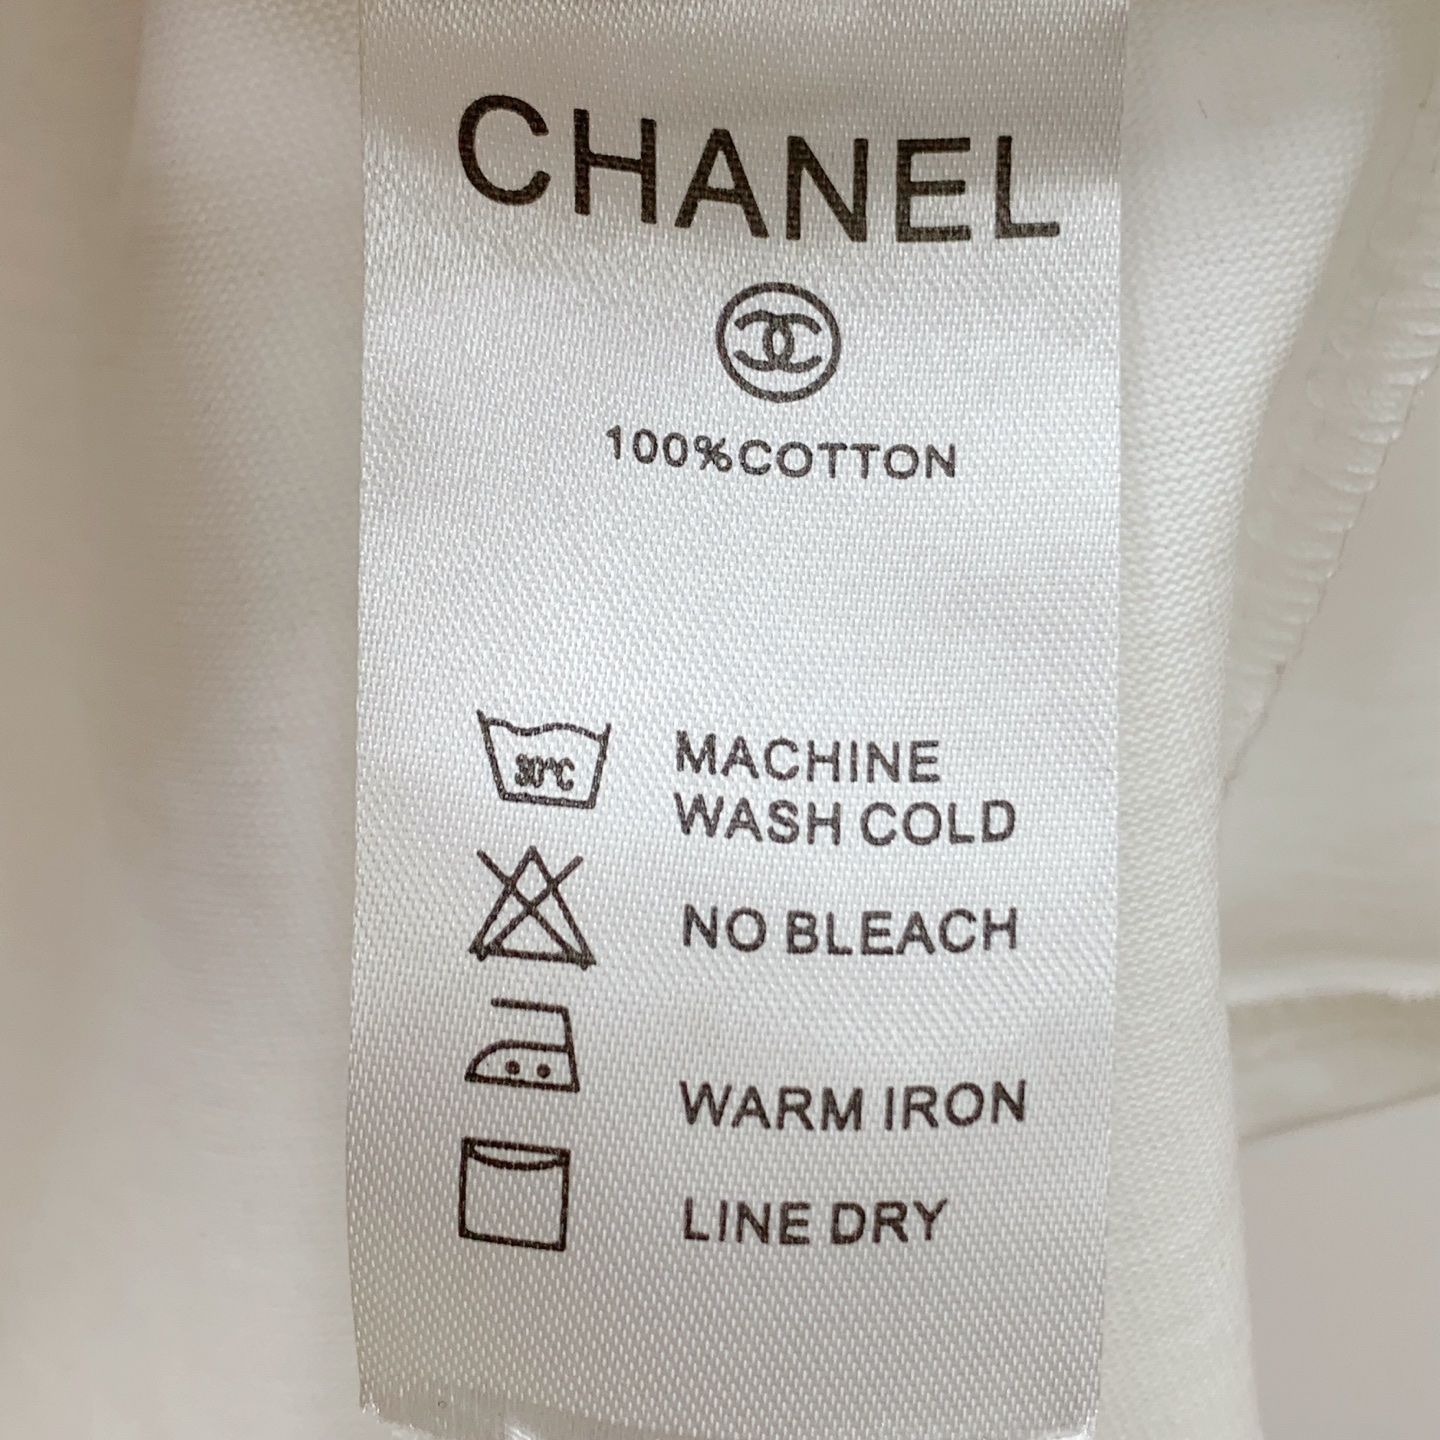 CHANEL
100%COTTON
30°C
MACHINE
WASH COLD
NO BLEACH
WARM IRON
LINE DRY